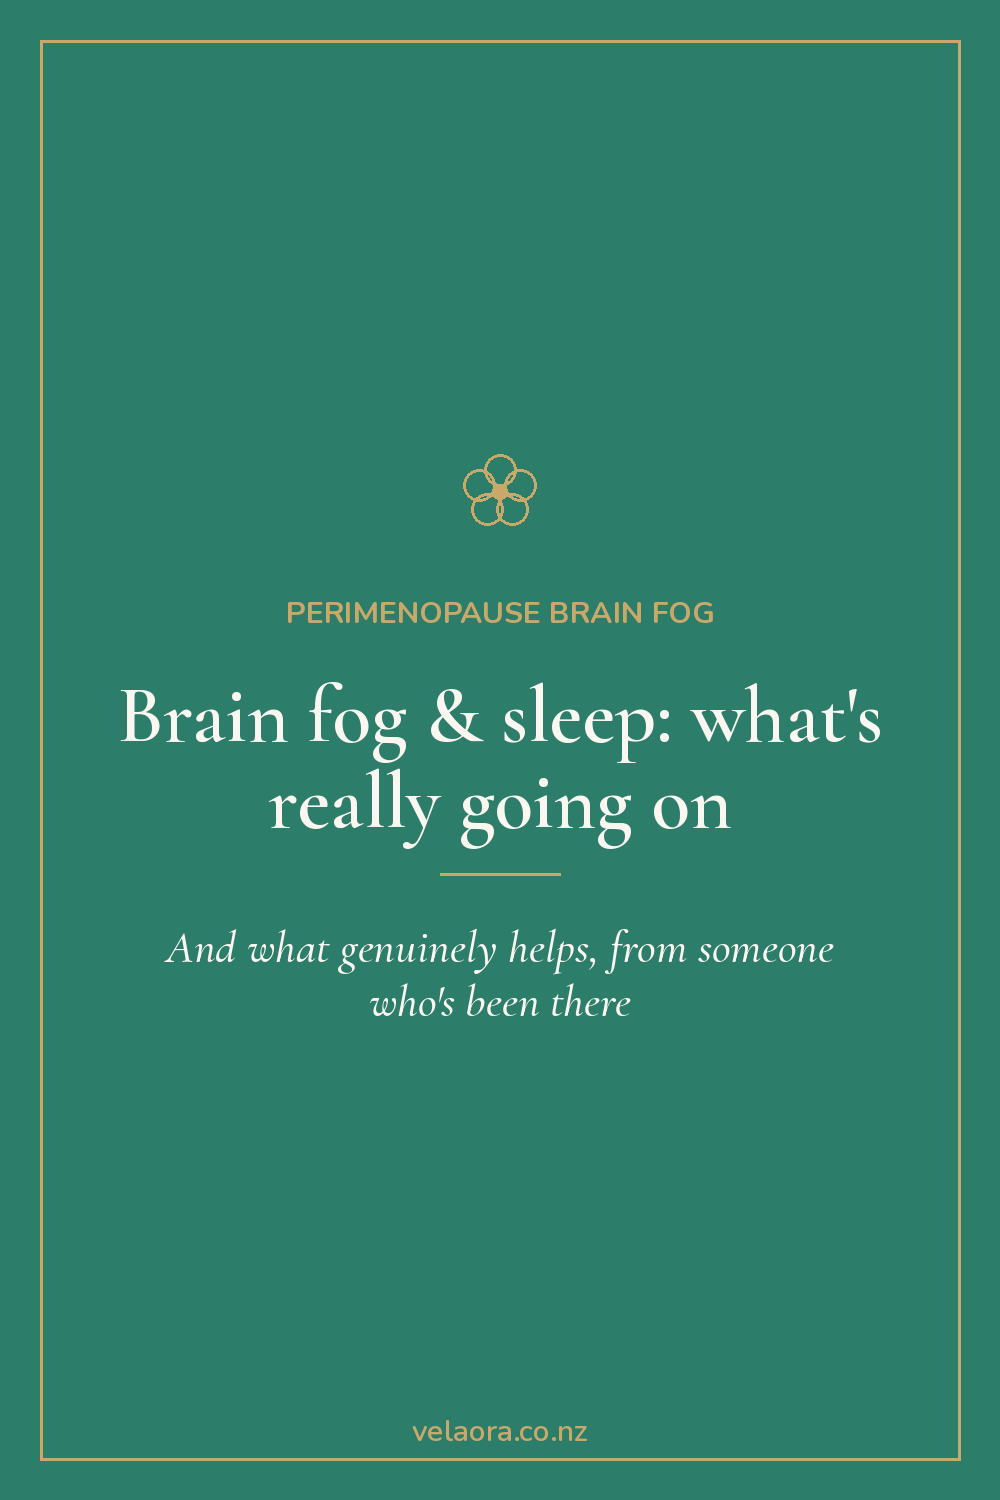 PERIMENOPAUSE BRAIN FOG
Brain fog & sleep: what's
really going on
And what genuinely helps, from someone
who's been there
velaora.co.nz